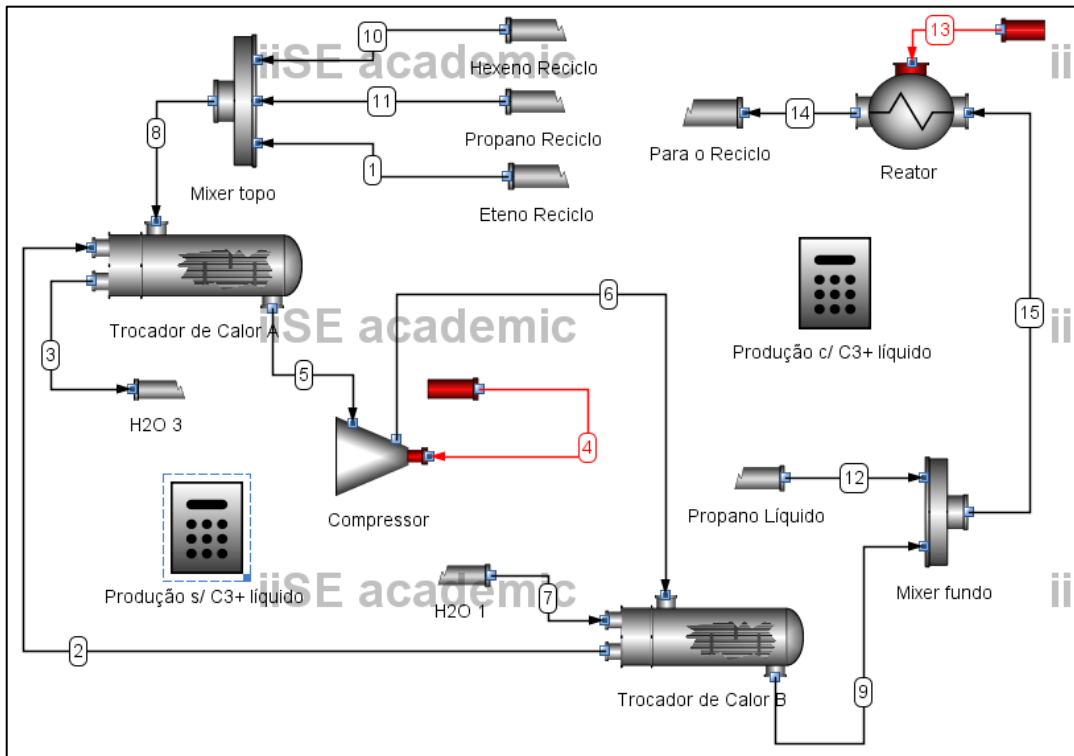 10
iiSE academic
ii
Hexeno Reciclo
11
Propano Reciclo
8
1
Eteno Reciclo
Mixer topo
13
14
Para o Reciclo
Reator
Trocador de Calor A
iiSE academic
ii
6
15
Produção c/ C3+ líquido
3
5
H2O 3
4
Compressor
12
Propano Líquido
Produção s/ C3+ líquido
iiSE academic
ii
H2O 1
7
Mixer fundo
2
Trocador de Calor B
9